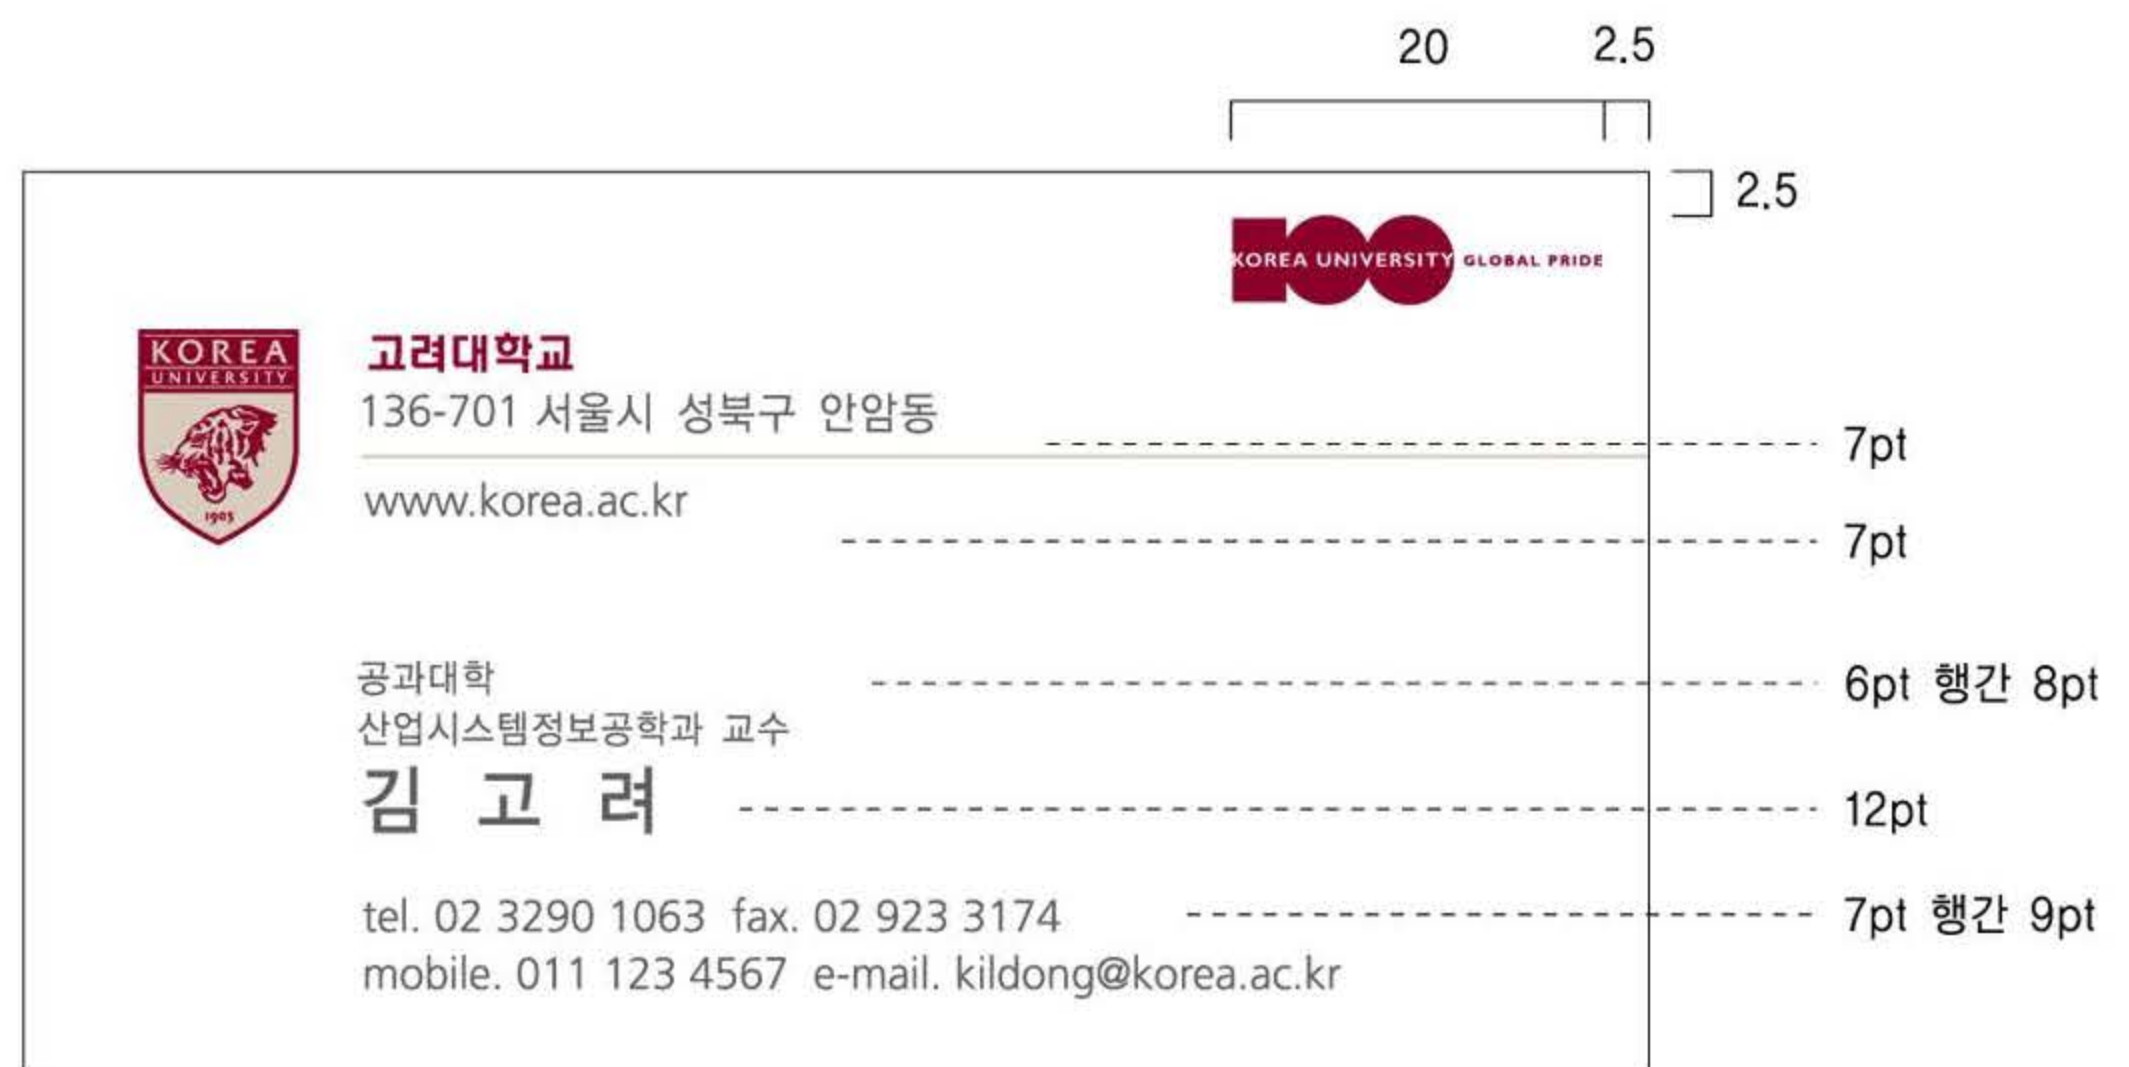 20 2.5
2.5
KOREA UNIVERSITY GLOBAL PRIDE
KOREA
UNIVERSITY
1905
고려대학교
136-701 서울시 성북구 안암동
7pt
www.korea.ac.kr
7pt
공과대학
6pt 행간 8pt
산업시스템정보공학과 교수
김 고 려
12pt
tel. 02 3290 1063 fax. 02 923 3174
7pt 행간 9pt
mobile. 011 123 4567 e-mail. kildong@korea.ac.kr